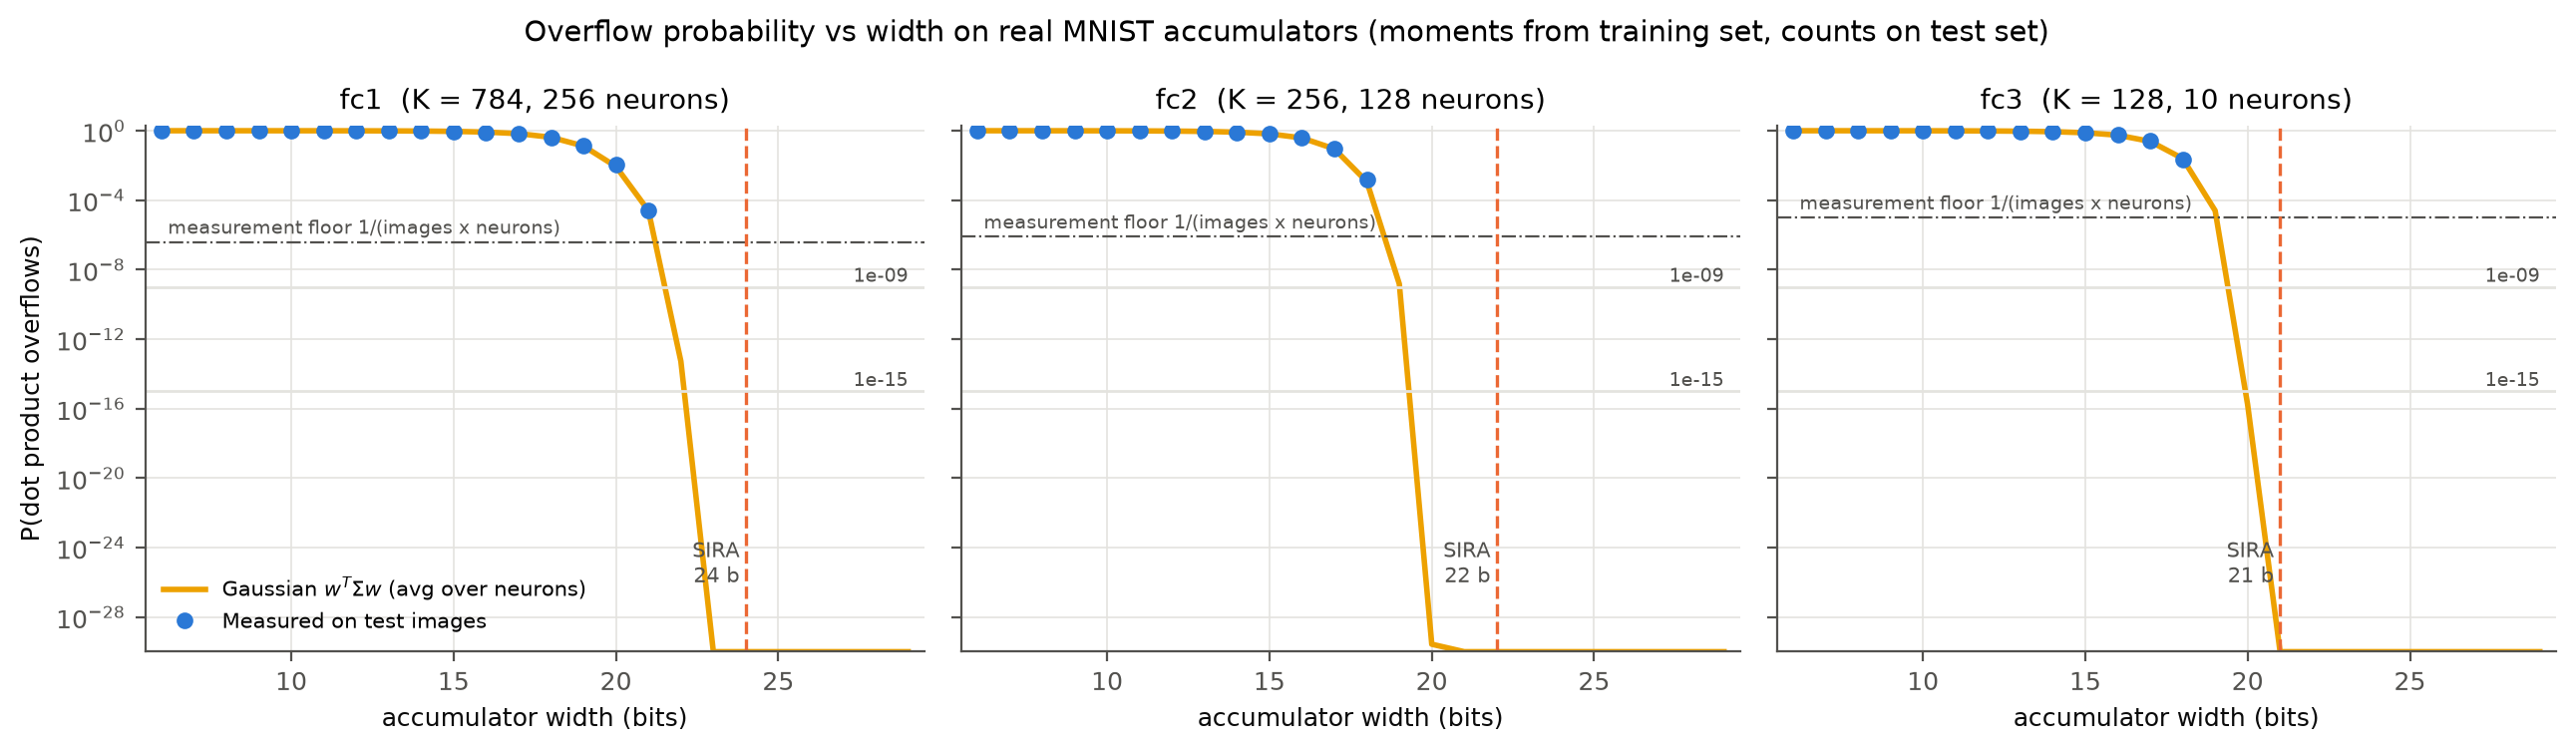 Overflow probability vs width on real MNIST accumulators (moments from training set, counts on test set)
fc1  (K = 784, 256 neurons)
fc2  (K = 256, 128 neurons)
fc3  (K = 128, 10 neurons)
P(dot product overflows)
10⁰
10⁻⁴
10⁻⁸
10⁻¹²
10⁻¹⁶
10⁻²⁰
10⁻²⁴
10⁻²⁸
measurement floor 1/(images x neurons)
1e-09
1e-15
SIRA
24 b
Gaussian wᵀΣw (avg over neurons)
Measured on test images
10 15 20 25
accumulator width (bits)
measurement floor 1/(images x neurons)
1e-09
1e-15
SIRA
22 b
10 15 20 25
accumulator width (bits)
measurement floor 1/(images x neurons)
1e-09
1e-15
SIRA
21 b
10 15 20 25
accumulator width (bits)